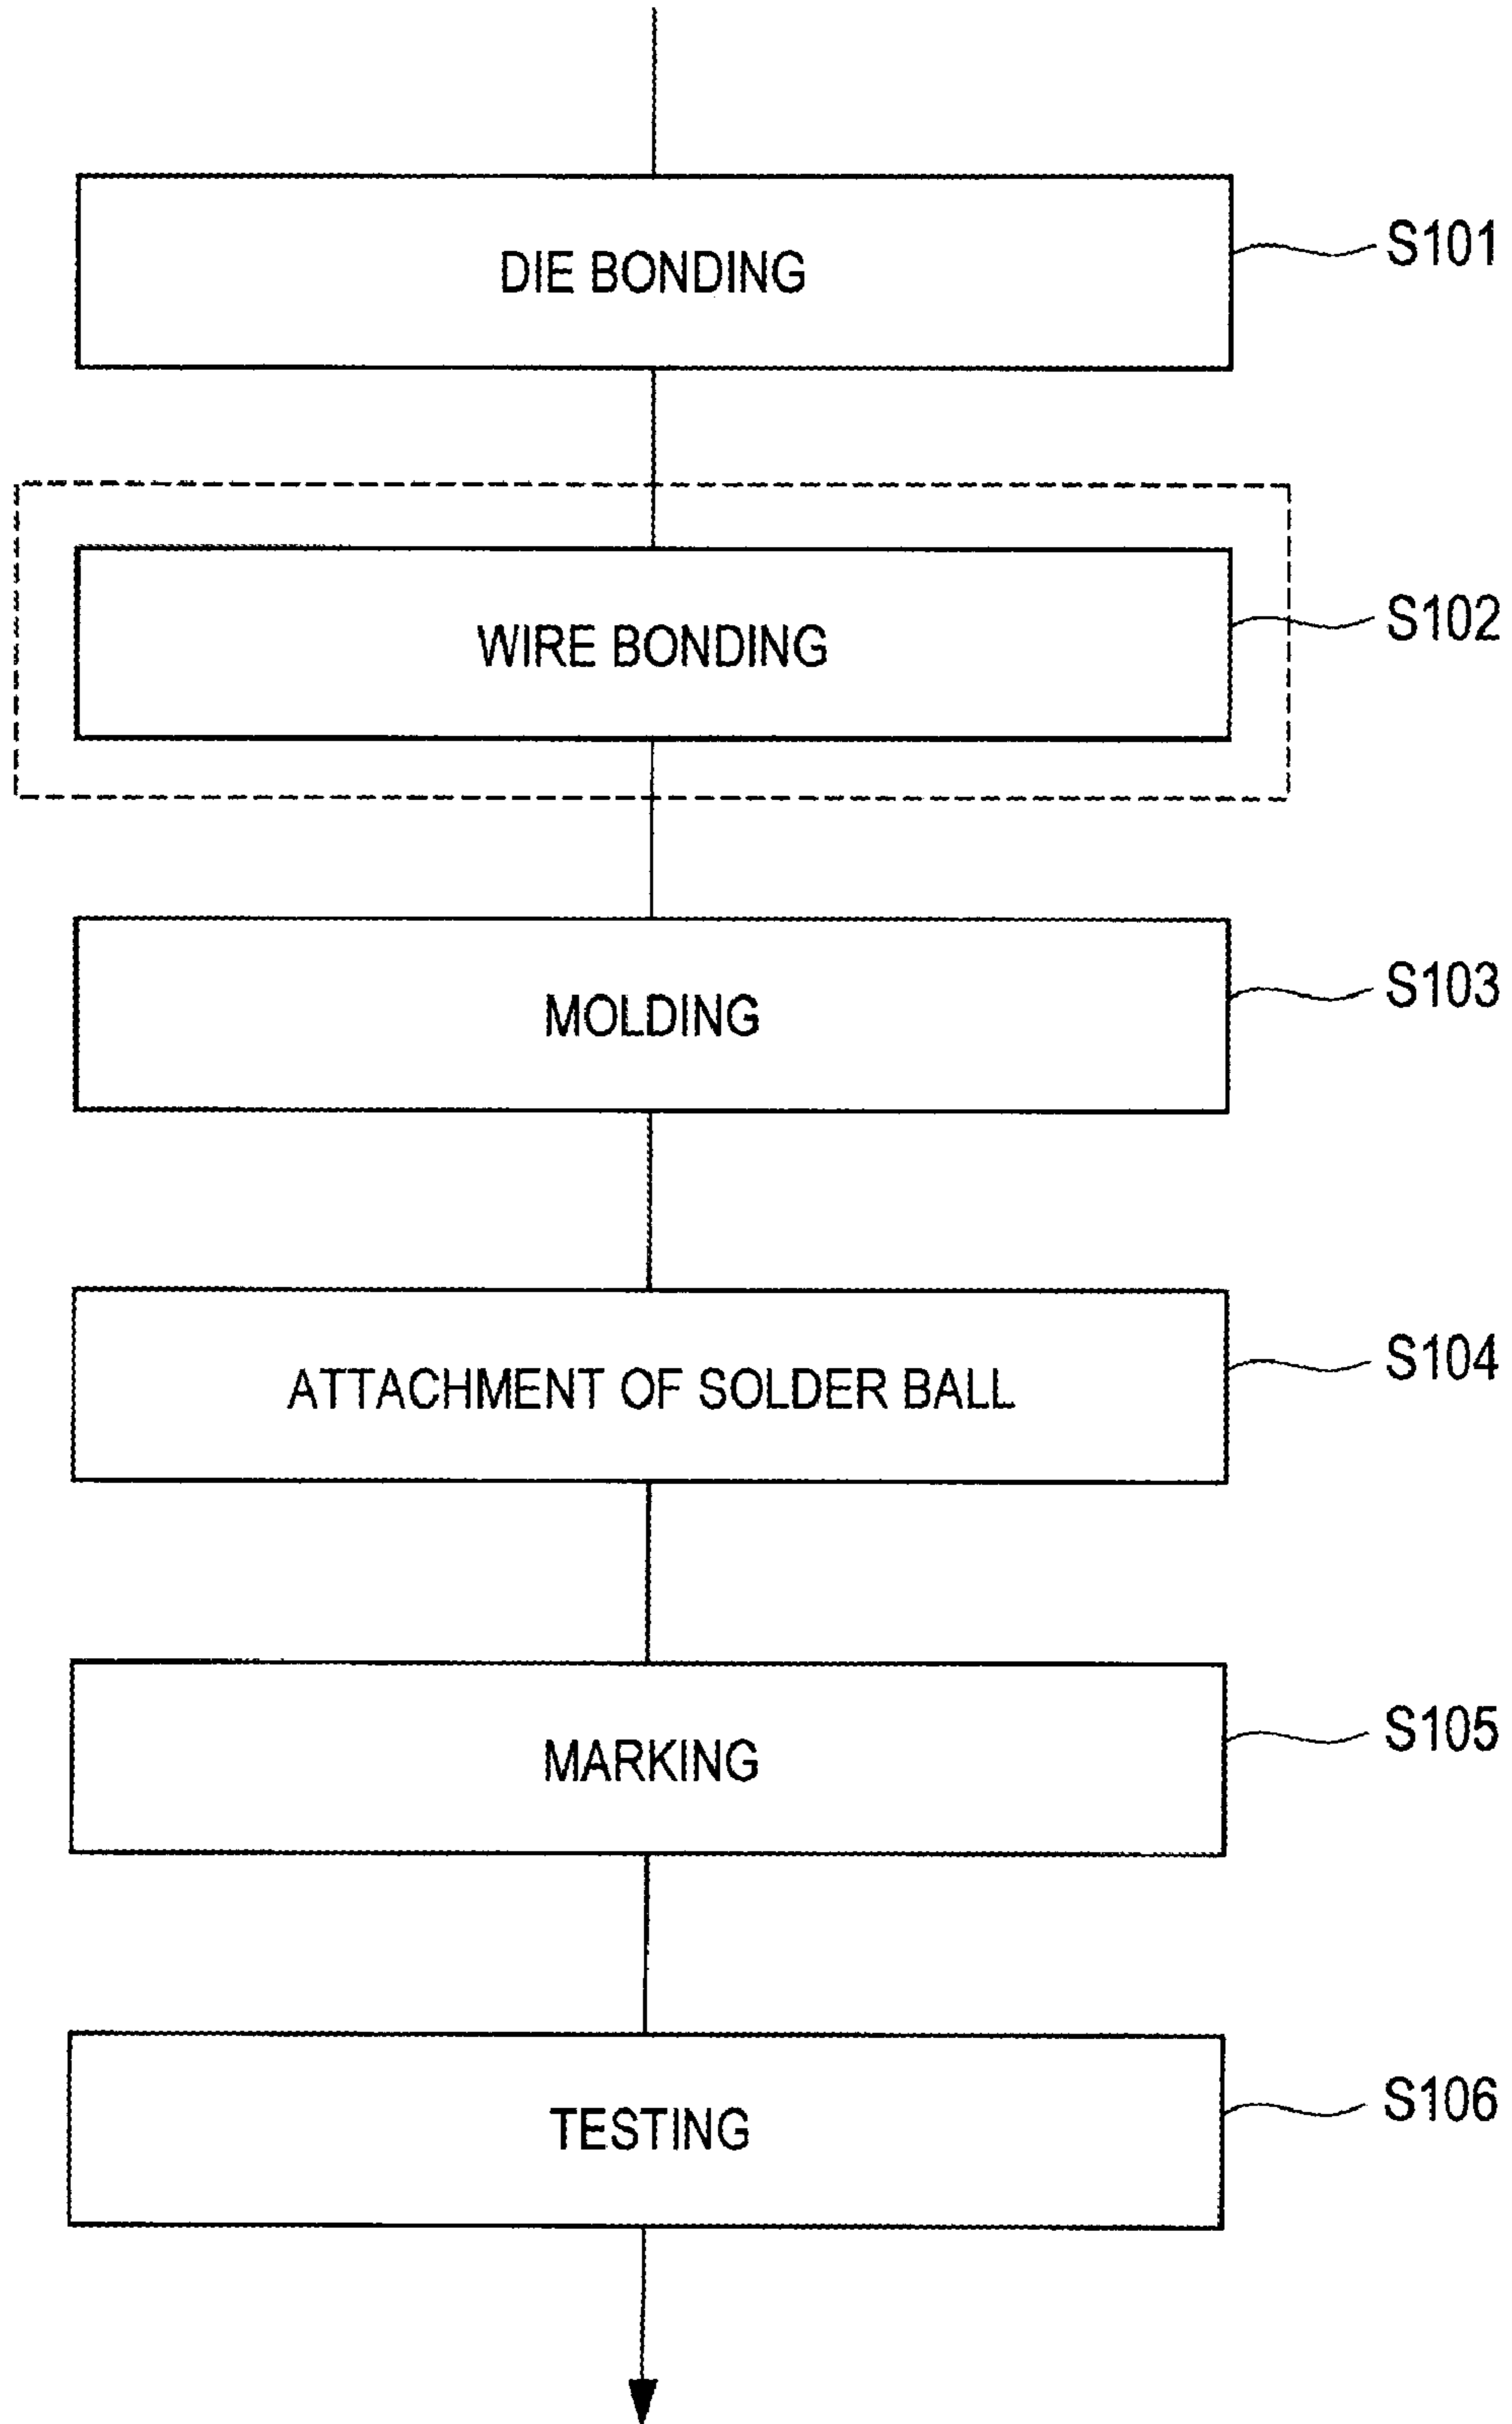 DIE BONDING
S101
WIRE BONDING
S102
MOLDING
S103
ATTACHMENT OF SOLDER BALL
S104
MARKING
S105
TESTING
S106